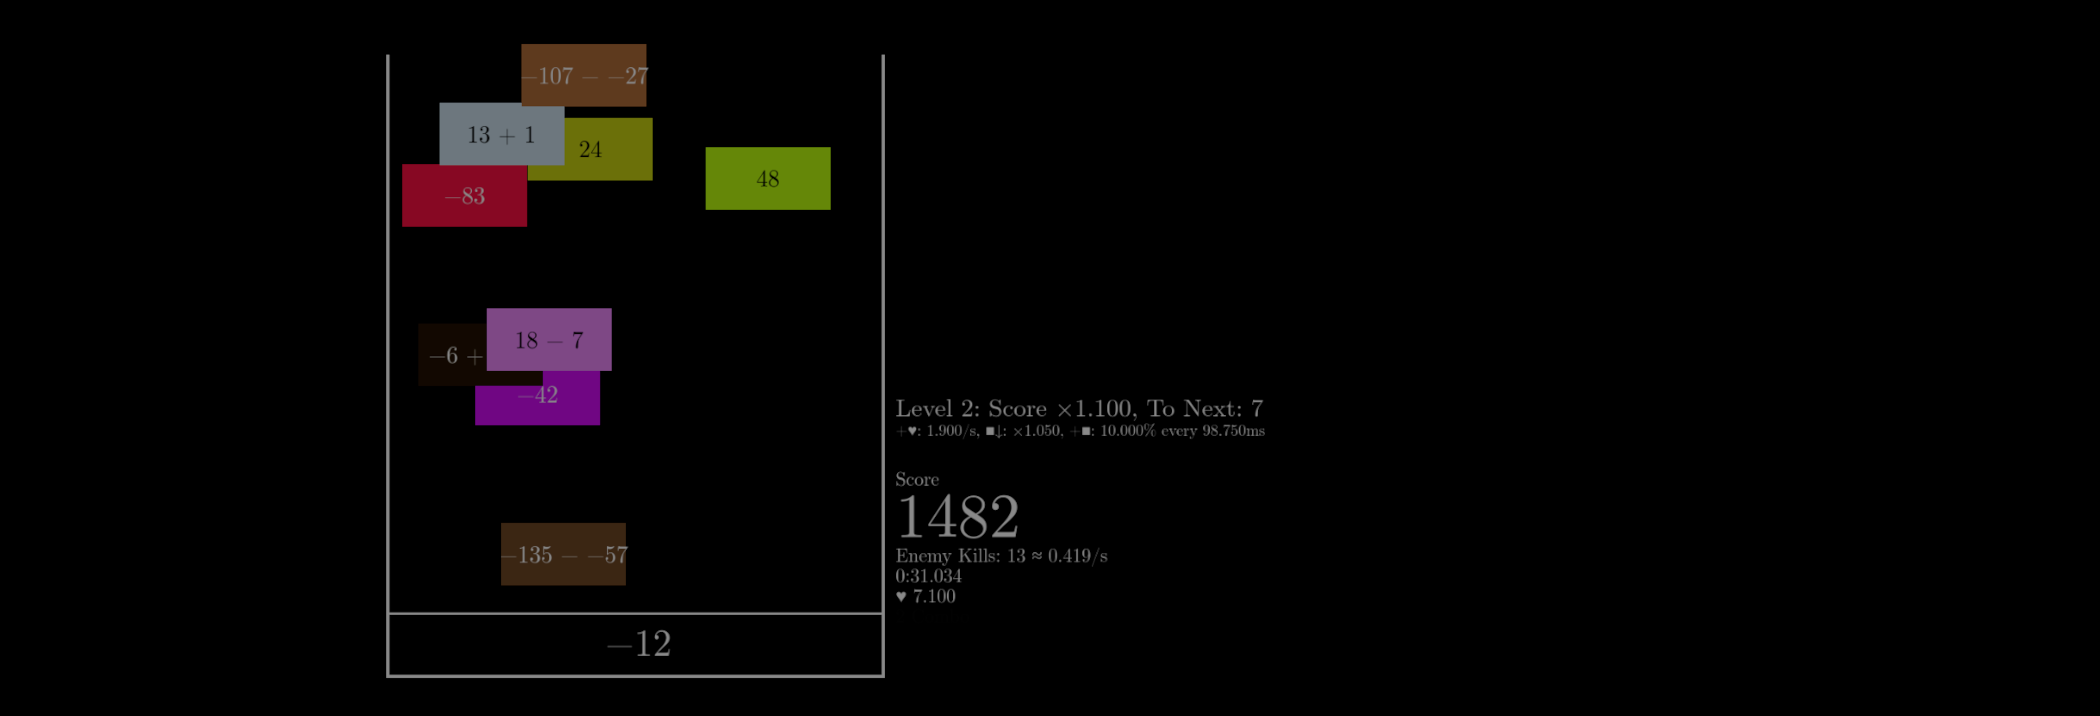 −107 − −27
13 + 1
24
48
−83
18 − 7
−6 +
−42
−135 − −57
−12
Level 2: Score ×1.100, To Next: 7
+♥: 1.900/s, ■↓: ×1.050, +■: 10.000% every 98.750ms
Score
1482
Enemy Kills: 13 ≈ 0.419/s
0:31.034
♥ 7.100